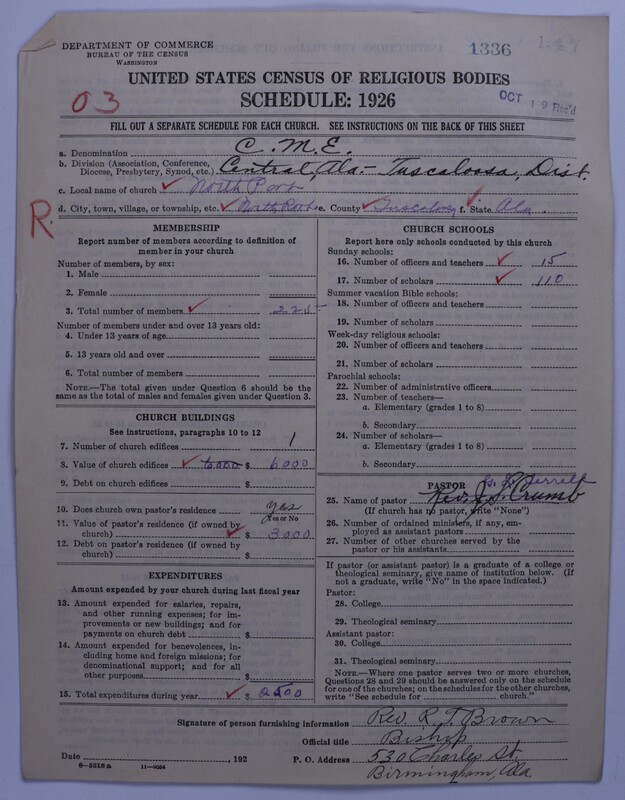 DEPARTMENT OF COMMERCE
BUREAU OF THE CENSUS
WASHINGTON
1336
1-47
UNITED STATES CENSUS OF RELIGIOUS BODIES
SCHEDULE: 1926
03
OCT 19 Rec'd
FILL OUT A SEPARATE SCHEDULE FOR EACH CHURCH. SEE INSTRUCTIONS ON THE BACK OF THIS SHEET
a. Denomination C. M. E.
b. Division (Association, Conference, Diocese, Presbytery, Synod, etc.) Central, Ala. - Tuscaloosa, Dist.
c. Local name of church North Port
d. City, town, village, or township, etc. North Port e. County Tuscaloosa f. State Ala
R.
MEMBERSHIP
Report number of members according to definition of member in your church
Number of members, by sex:
1. Male
2. Female
3. Total number of members 225
Number of members under and over 13 years old:
4. Under 13 years of age
5. 13 years old and over
6. Total number of members
NOTE.—The total given under Question 6 should be the same as the total of males and females given under Question 3.
CHURCH BUILDINGS
See instructions, paragraphs 10 to 12
7. Number of church edifices 1
8. Value of church edifices 6000 $ 6000
9. Debt on church edifices $
10. Does church own pastor's residence yes
Yes or No
11. Value of pastor's residence (if owned by church) $ 3000
12. Debt on pastor's residence (if owned by church) $
EXPENDITURES
Amount expended by your church during last fiscal year
13. Amount expended for salaries, repairs, and other running expenses; for improvements or new buildings; and for payments on church debt $
14. Amount expended for benevolences, including home and foreign missions; for denominational support; and for all other purposes $
15. Total expenditures during year $ 2500
CHURCH SCHOOLS
Report here only schools conducted by this church
Sunday schools:
16. Number of officers and teachers 15
17. Number of scholars 110
Summer vacation Bible schools:
18. Number of officers and teachers
19. Number of scholars
Week-day religious schools:
20. Number of officers and teachers
21. Number of scholars
Parochial schools:
22. Number of administrative officers
23. Number of teachers—
a. Elementary (grades 1 to 8)
b. Secondary
24. Number of scholars—
a. Elementary (grades 1 to 8)
b. Secondary
PASTOR
25. Name of pastor Rev. J. S. Crumb
(If church has no pastor, write "None")
26. Number of ordained ministers, if any, employed as assistant pastors
27. Number of other churches served by the pastor or his assistants
If pastor (or assistant pastor) is a graduate of a college or theological seminary, give name of institution below. (If not a graduate, write "No" in the space indicated.)
Pastor:
28. College
29. Theological seminary
Assistant pastor:
30. College
31. Theological seminary
NOTE.—Where one pastor serves two or more churches, Questions 28 and 29 should be answered only on the schedule for one of the churches; on the schedules for the other churches, write "See schedule for church."
Signature of person furnishing information Rev. R. T. Brown
Official title Bishop
Date , 192 P. O. Address 530 Charles St.
Birmingham, Ala
8-5218 a 11-9094